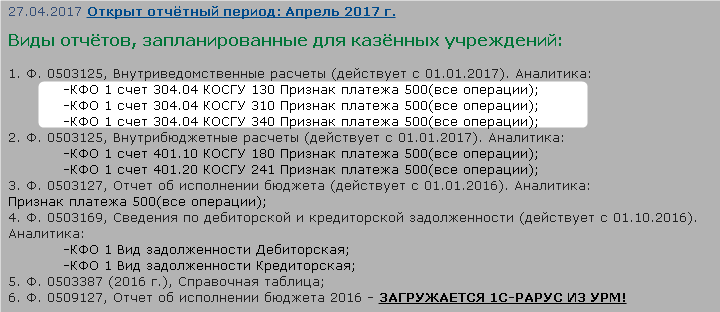 27.04.2017 Открыт отчётный период: Апрель 2017 г.
Виды отчётов, запланированные для казённых учреждений:
1. Ф. 0503125, Внутриведомственные расчеты (действует с 01.01.2017). Аналитика:
-КФО 1 счет 304.04 КОСГУ 130 Признак платежа 500(все операции);
-КФО 1 счет 304.04 КОСГУ 310 Признак платежа 500(все операции);
-КФО 1 счет 304.04 КОСГУ 340 Признак платежа 500(все операции);
2. Ф. 0503125, Внутрибюджетные расчеты (действует с 01.01.2017). Аналитика:
-КФО 1 счет 401.10 КОСГУ 180 Признак платежа 500(все операции);
-КФО 1 счет 401.20 КОСГУ 241 Признак платежа 500(все операции);
3. Ф. 0503127, Отчет об исполнении бюджета (действует с 01.01.2016). Аналитика:
Признак платежа 500(все операции);
4. Ф. 0503169, Сведения по дебиторской и кредиторской задолженности (действует с 01.10.2016).
Аналитика:
-КФО 1 Вид задолженности Дебиторская;
-КФО 1 Вид задолженности Кредиторская;
5. Ф. 0503387 (2016 г.), Справочная таблица;
6. Ф. 0509127, Отчет об исполнении бюджета 2016 - ЗАГРУЖАЕТСЯ 1С-РАРУС ИЗ УРМ!